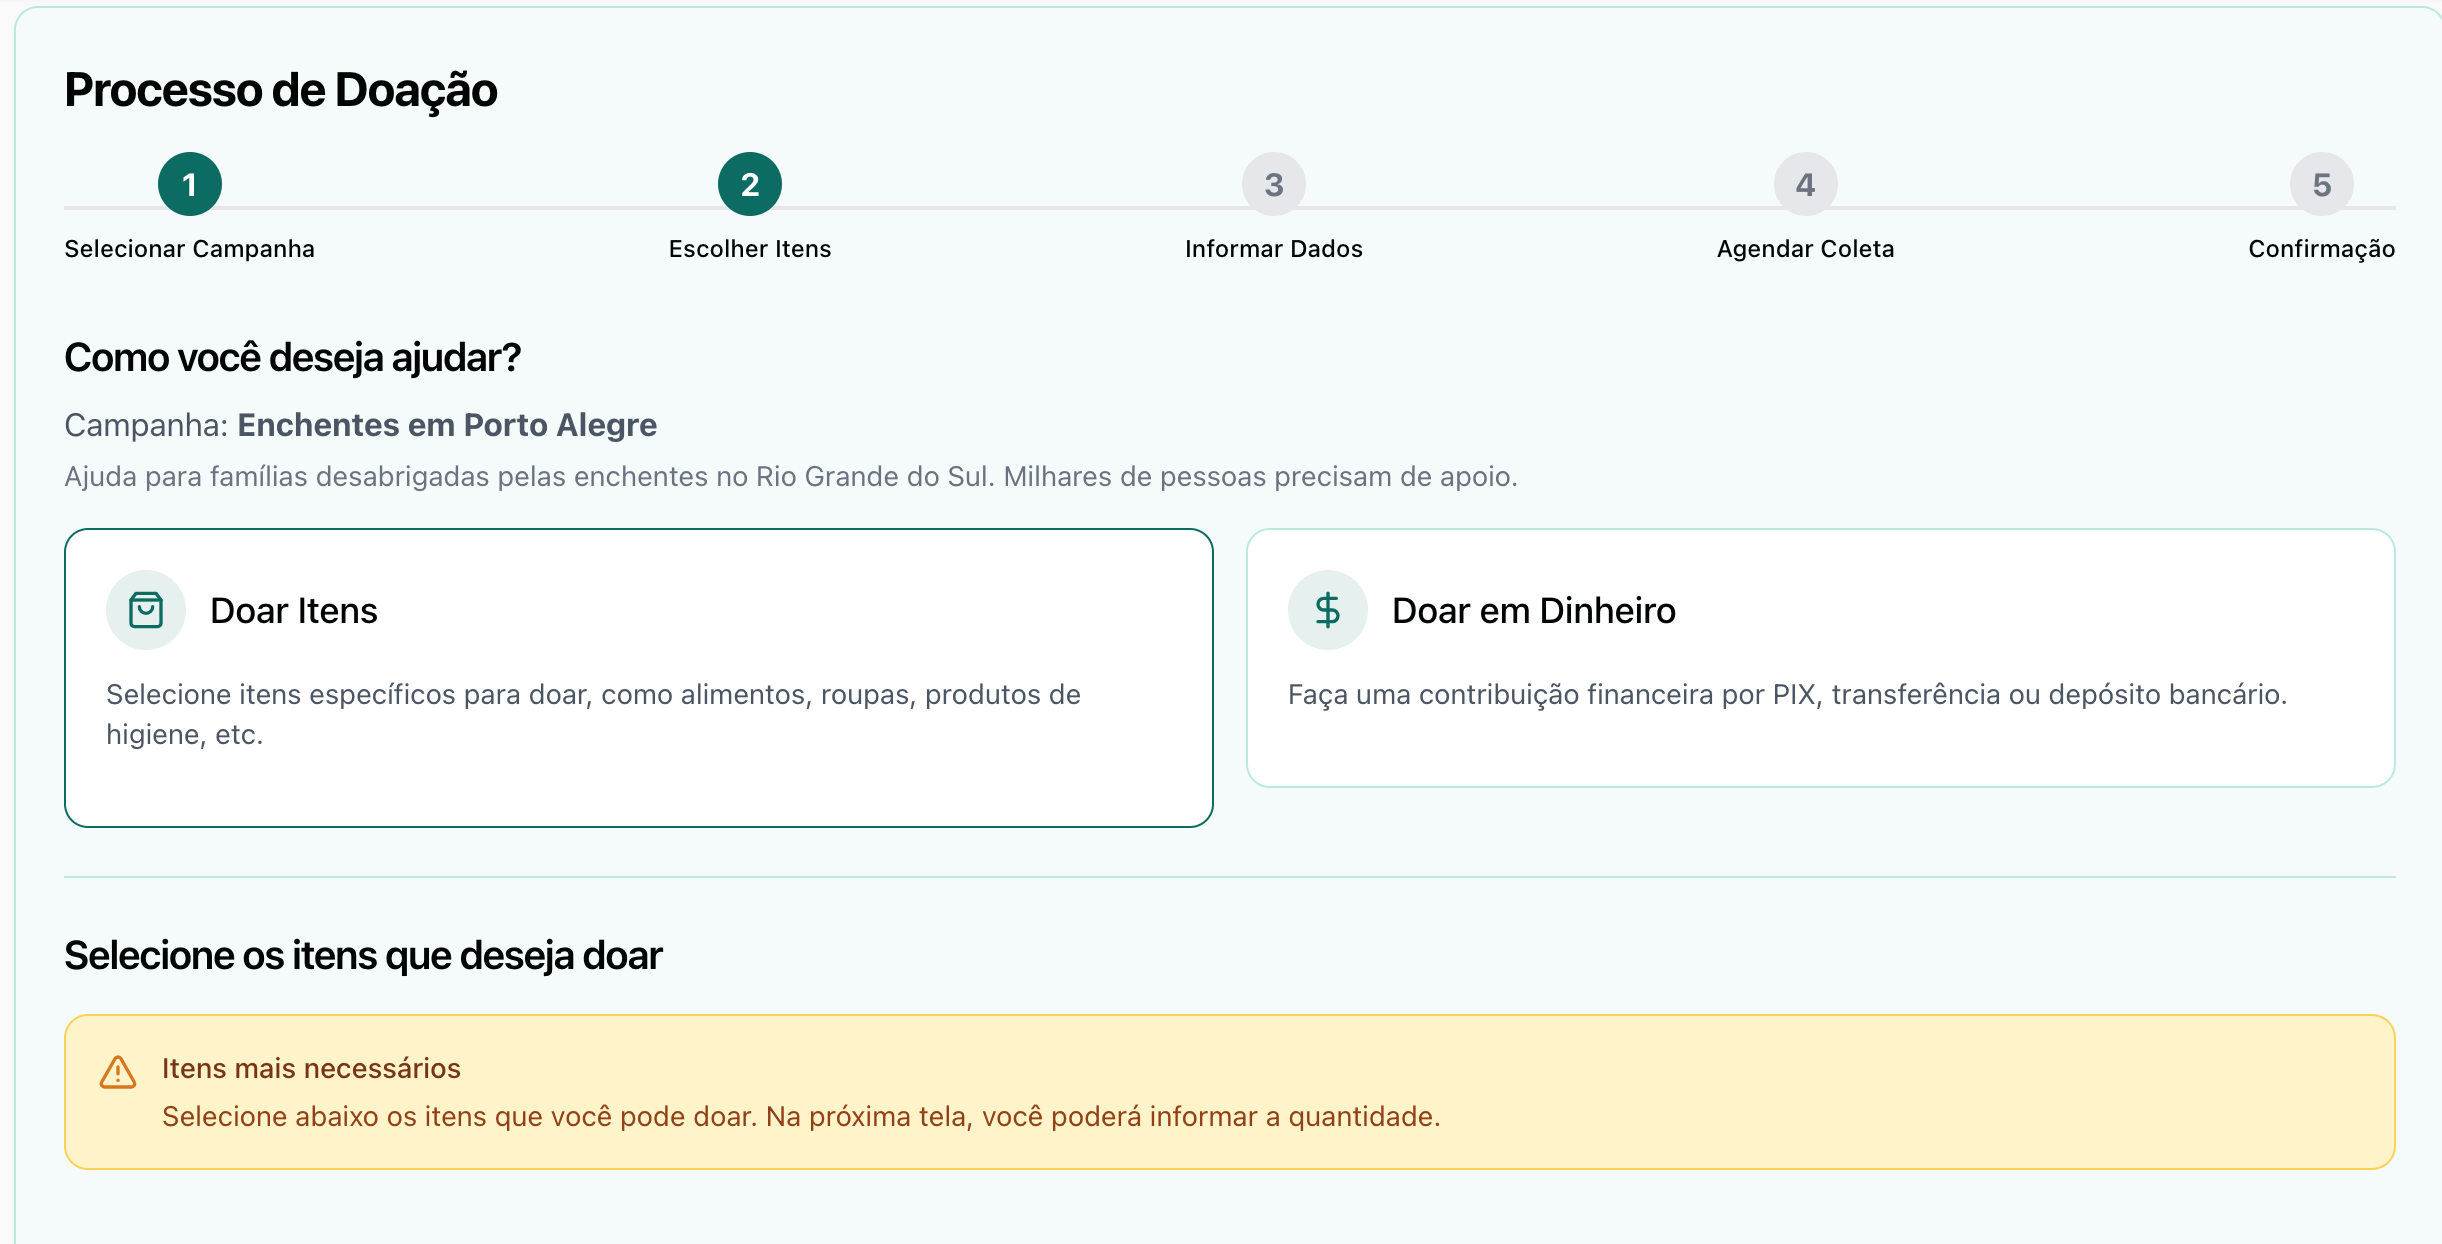 Processo de Doação
1
2
3
4
5
Selecionar Campanha
Escolher Itens
Informar Dados
Agendar Coleta
Confirmação
Como você deseja ajudar?
Campanha: Enchentes em Porto Alegre
Ajuda para famílias desabrigadas pelas enchentes no Rio Grande do Sul. Milhares de pessoas precisam de apoio.
Doar Itens
Selecione itens específicos para doar, como alimentos, roupas, produtos de
higiene, etc.
$
Doar em Dinheiro
Faça uma contribuição financeira por PIX, transferência ou depósito bancário.
Selecione os itens que deseja doar
Itens mais necessários
Selecione abaixo os itens que você pode doar. Na próxima tela, você poderá informar a quantidade.